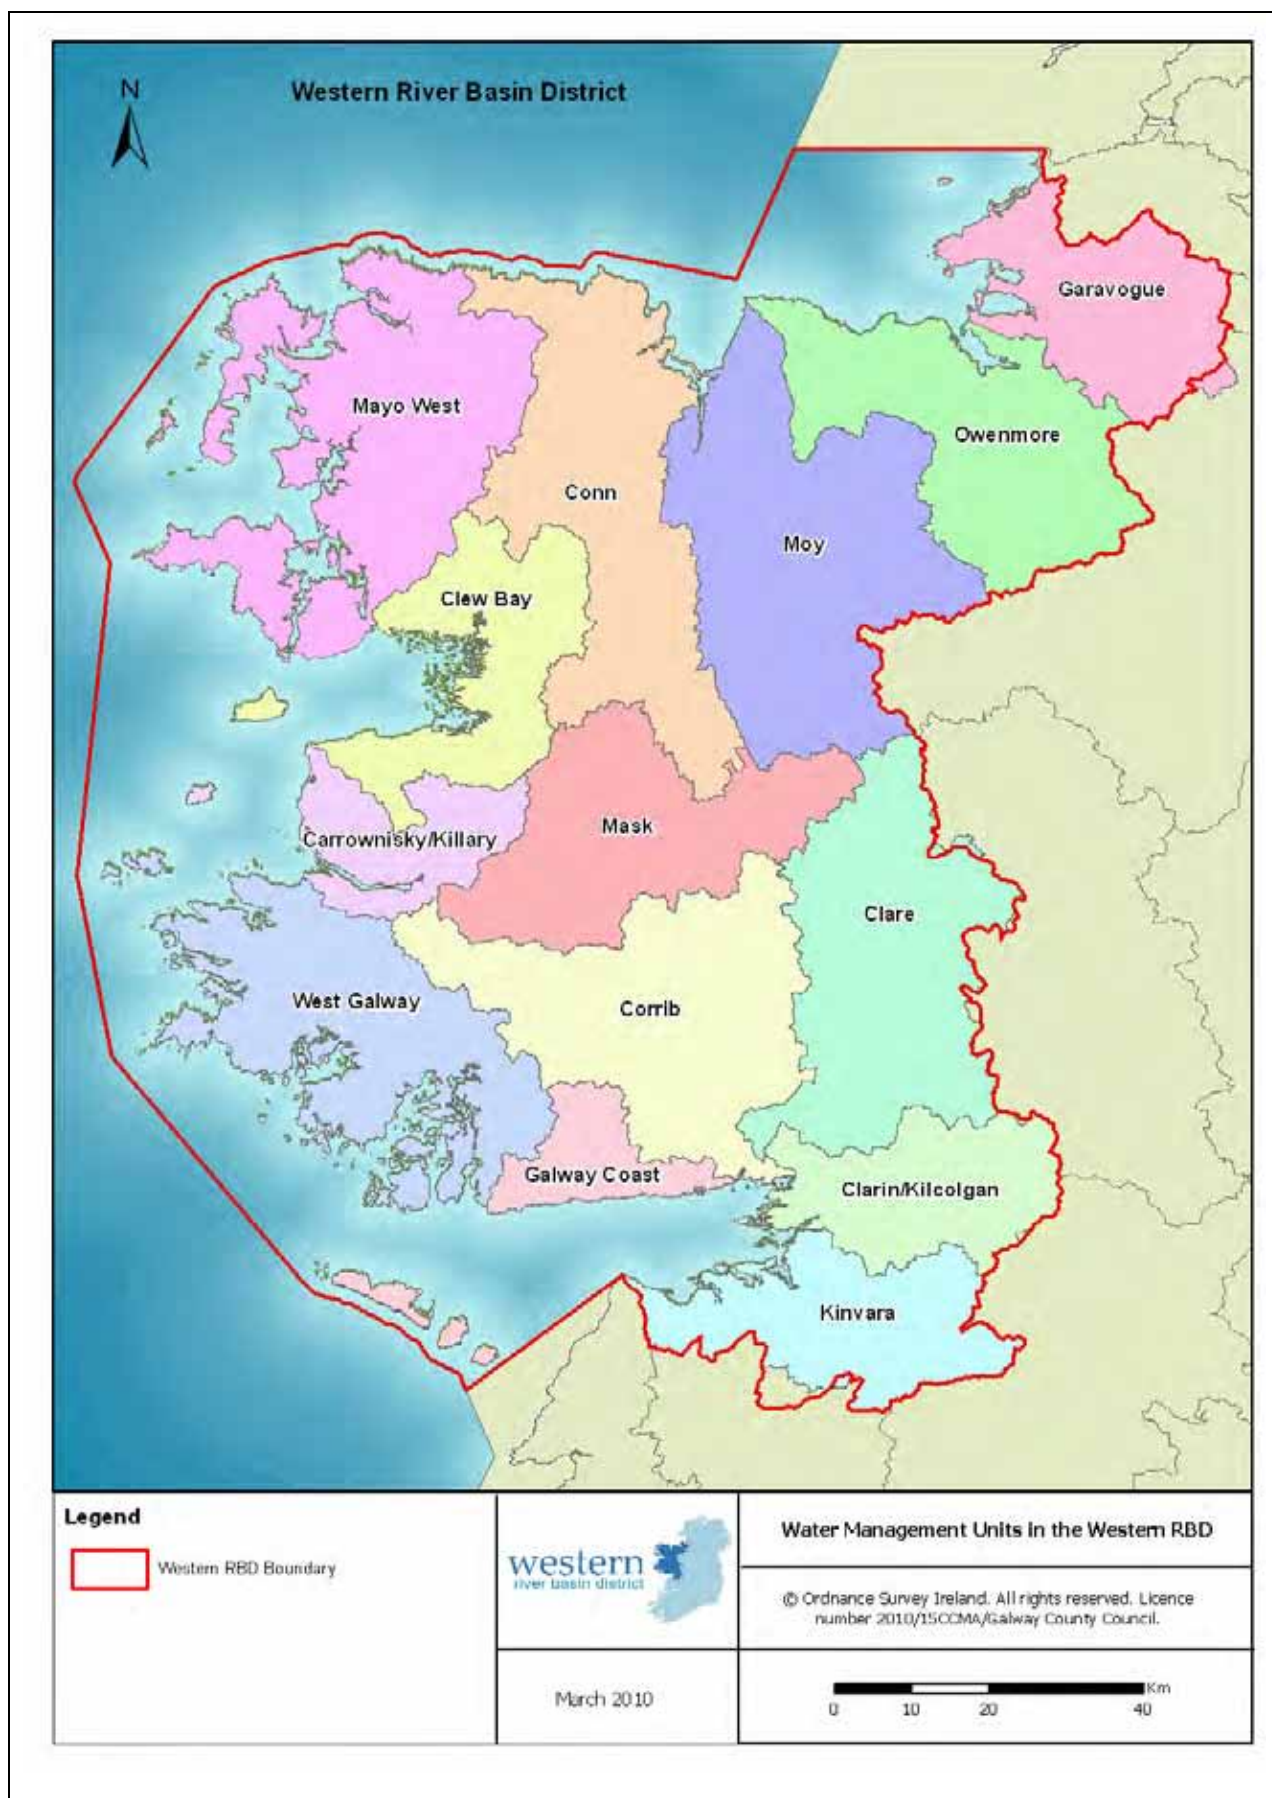 Western River Basin District
N
Garavogue
Mayo West
Owenmore
Conn
Moy
Clew Bay
Mask
Carrownisky/Killary
Clare
West Galway
Corrib
Galway Coast
Clarin/Kilcolgan
Kinvara
Legend
Western RBD Boundary
western
river basin district
March 2010
Water Management Units in the Western RBD
© Ordnance Survey Ireland. All rights reserved. Licence
number 2010/15CCMA/Galway County Council.
Km
0 10 20 40